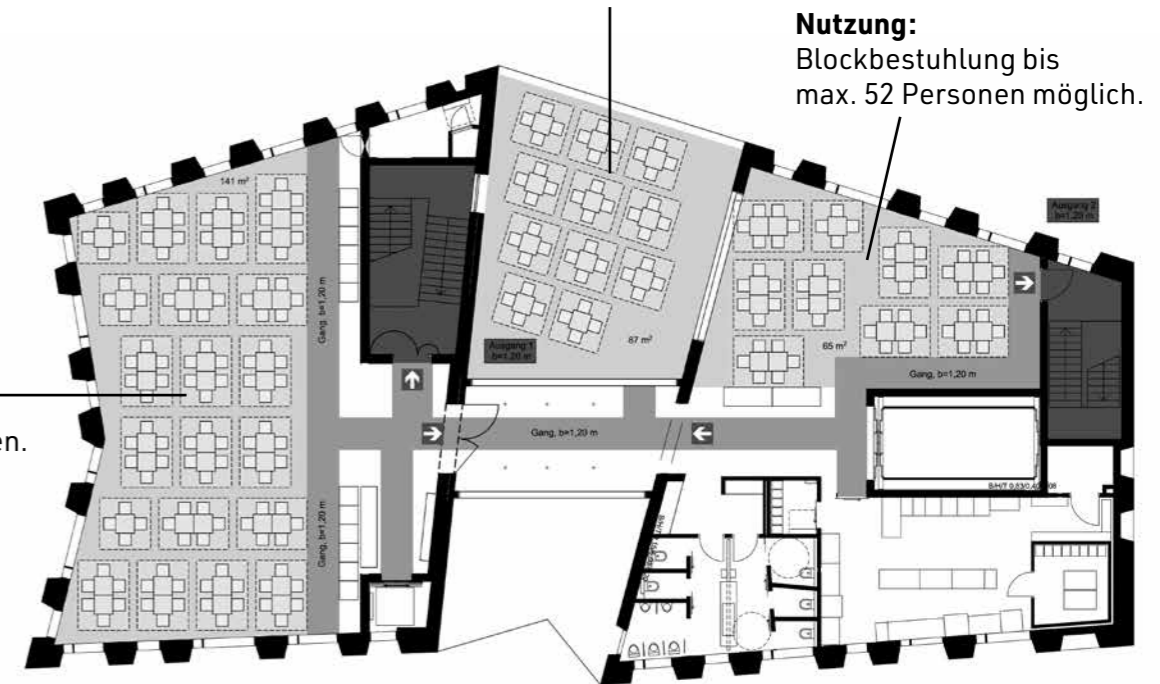 Nutzung:
Blockbestuhlung bis
max. 52 Personen möglich.
141 m²
Ausgang 2
b=1,20 m
Gang, b=1,20 m
Ausgang 1
b=1,20 m
87 m²
65 m²
Gang, b=1,20 m
en.
Gang, b=1,20 m
Gang, b=1,20 m